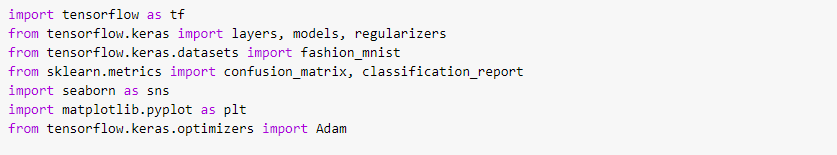 import tensorflow as tf
from tensorflow.keras import layers, models, regularizers
from tensorflow.keras.datasets import fashion_mnist
from sklearn.metrics import confusion_matrix, classification_report
import seaborn as sns
import matplotlib.pyplot as plt
from tensorflow.keras.optimizers import Adam